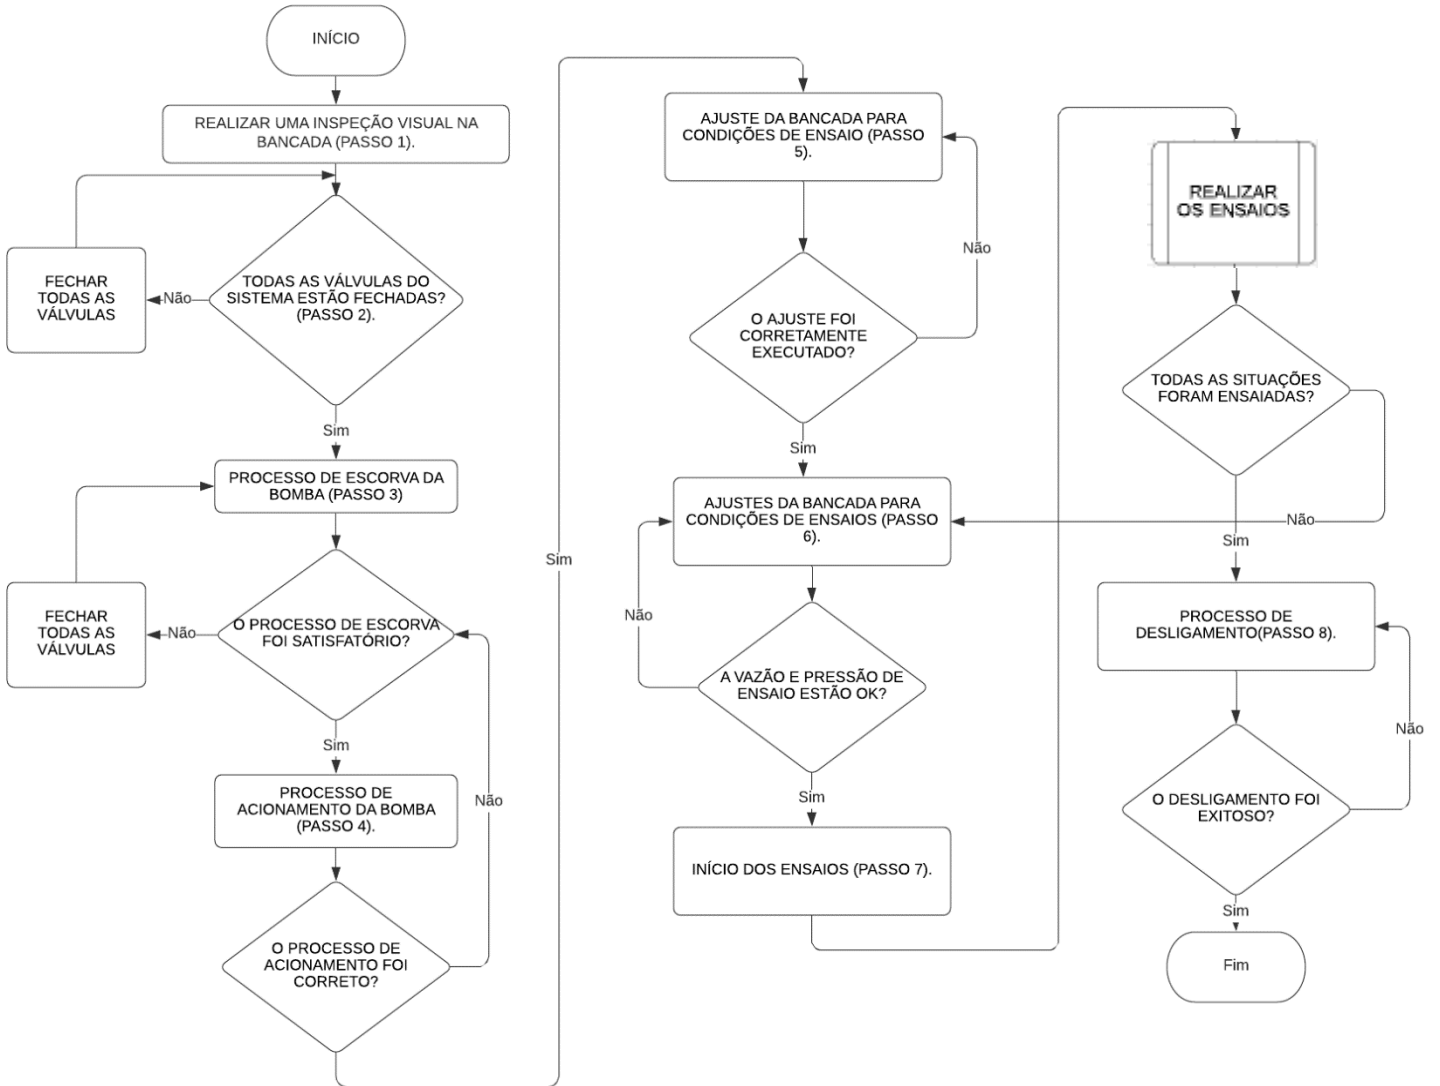 INÍCIO
REALIZAR UMA INSPEÇÃO VISUAL NA
BANCADA (PASSO 1).
TODAS AS VÁLVULAS DO
SISTEMA ESTÃO FECHADAS?
(PASSO 2).
Não
FECHAR
TODAS AS
VÁLVULAS
Sim
PROCESSO DE ESCORVA DA
BOMBA (PASSO 3)
O PROCESSO DE ESCORVA
FOI SATISFATÓRIO?
Não
FECHAR
TODAS AS
VÁLVULAS
Sim
PROCESSO DE
ACIONAMENTO DA BOMBA
(PASSO 4).
Não
O PROCESSO DE
ACIONAMENTO FOI
CORRETO?
Sim
AJUSTE DA BANCADA PARA
CONDIÇÕES DE ENSAIO (PASSO
5).
Não
O AJUSTE FOI
CORRETAMENTE
EXECUTADO?
Sim
AJUSTES DA BANCADA PARA
CONDIÇÕES DE ENSAIOS (PASSO
6).
Não
A VAZÃO E PRESSÃO DE
ENSAIO ESTÃO OK?
Sim
INÍCIO DOS ENSAIOS (PASSO 7).
REALIZAR
OS ENSAIOS
TODAS AS SITUAÇÕES
FORAM ENSAIADAS?
Não
Sim
PROCESSO DE
DESLIGAMENTO(PASSO 8).
Não
O DESLIGAMENTO FOI
EXITOSO?
Sim
Fim